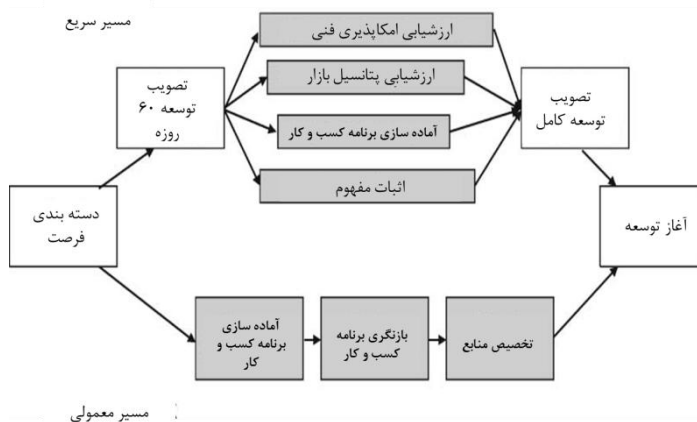 مسیر سریع
ارزشیابی امکاپذیری فنی
ارزشیابی پتانسیل بازار
آماده سازی برنامه کسب و کار
اثبات مفهوم
تصویب
توسعه ۶۰
روزه
تصویب
توسعه کامل
دسته بندی
فرصت
آغاز توسعه
آماده سازی
برنامه کسب و
کار
بازنگری برنامه
کسب و کار
تخصیص منابع
مسیر معمولی